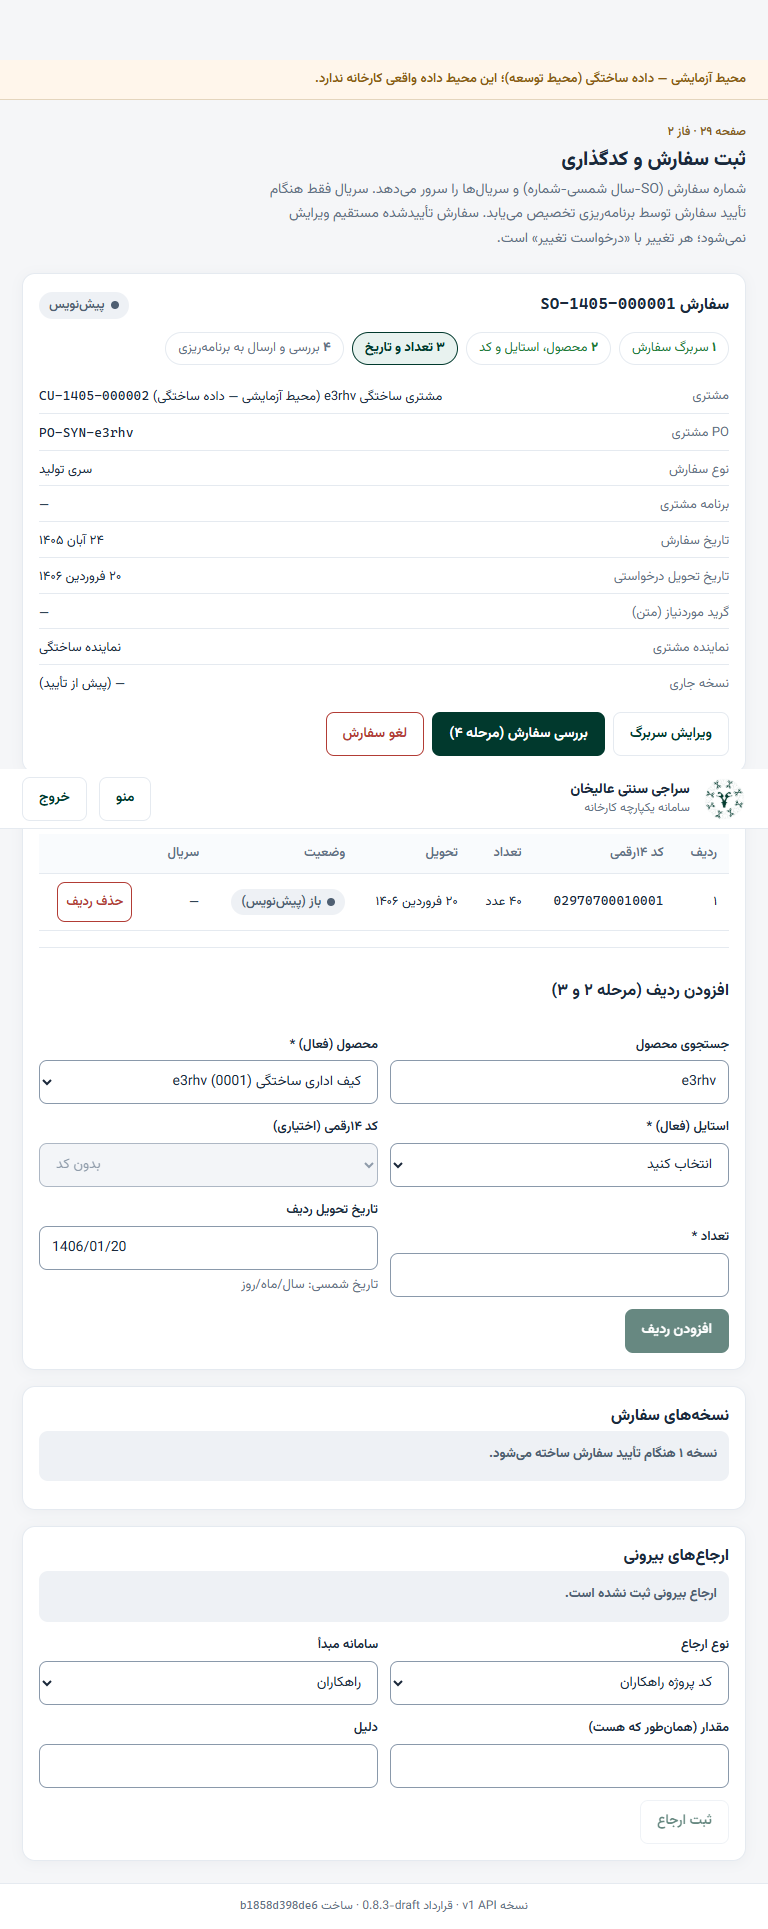 محیط آزمایشی — داده ساختگی (محیط توسعه)؛ این محیط داده واقعی کارخانه ندارد.
صفحه ۲۹ · فاز ۲
ثبت سفارش و کدگذاری
شماره سفارش (SO-سال شمسی-شماره) و سریال‌ها را سرور می‌دهد. سریال فقط هنگام
تأیید سفارش توسط برنامه‌ریزی تخصیص می‌یابد. سفارش تأییدشده مستقیم ویرایش
نمی‌شود؛ هر تغییر با «درخواست تغییر» است.
سفارش SO-1405-000001
پیش‌نویس
۱ سربرگ سفارش
۲ محصول، استایل و کد
۳ تعداد و تاریخ
۴ بررسی و ارسال به برنامه‌ریزی
مشتری
مشتری ساختگی e3rhv (محیط آزمایشی — داده ساختگی) CU-1405-000002
PO مشتری
PO-SYN-e3rhv
نوع سفارش
سری تولید
برنامه مشتری
—
تاریخ سفارش
۲۴ آبان ۱۴۰۵
تاریخ تحویل درخواستی
۲۰ فروردین ۱۴۰۶
گرید موردنیاز (متن)
—
نماینده مشتری
نماینده ساختگی
نسخه جاری
— (پیش از تأیید)
ویرایش سربرگ
بررسی سفارش (مرحله ۴)
لغو سفارش
سراجی سنتی عالیخان
سامانه یکپارچه کارخانه
منو
خروج
ردیف
کد ۱۴رقمی
تعداد
تحویل
وضعیت
سریال
۱
02970700010001
۴۰ عدد
۲۰ فروردین ۱۴۰۶
باز (پیش‌نویس)
—
حذف ردیف
افزودن ردیف (مرحله ۲ و ۳)
جستجوی محصول
محصول (فعال) *
e3rhv
کیف اداری ساختگی e3rhv (0001)
استایل (فعال) *
کد ۱۴رقمی (اختیاری)
انتخاب کنید
بدون کد
تعداد *
تاریخ تحویل ردیف
1406/01/20
تاریخ شمسی: سال/ماه/روز
افزودن ردیف
نسخه‌های سفارش
نسخه ۱ هنگام تأیید سفارش ساخته می‌شود.
ارجاع‌های بیرونی
ارجاع بیرونی ثبت نشده است.
نوع ارجاع
سامانه مبدأ
کد پروژه راهکاران
راهکاران
مقدار (همان‌طور که هست)
دلیل
ثبت ارجاع
نسخه v1 API · قرارداد 0.8.3-draft · ساخت b1858d398de6